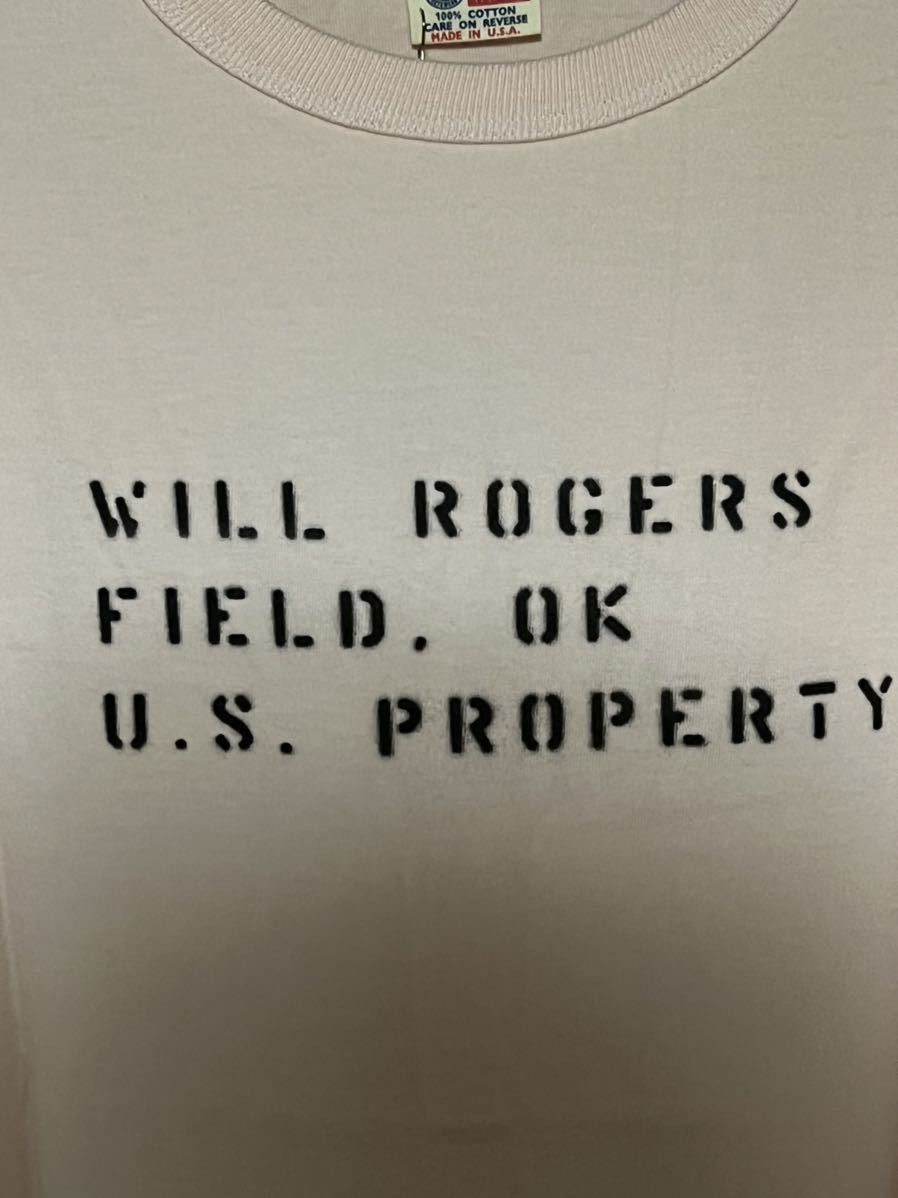 100% COTTON
CARE ON REVERSE
MADE IN U.S.A.
WILL ROGERS
FIELD. OK
U.S. PROPERTY